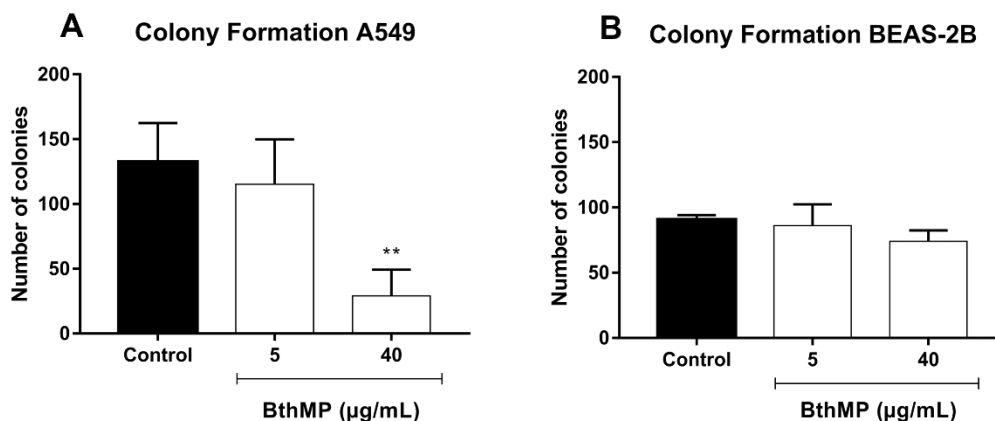 A
Colony Formation A549
Number of colonies
200
150
100
50
0
**
Control
5
40
BthMP (µg/mL)
B
Colony Formation BEAS-2B
Number of colonies
200
150
100
50
0
Control
5
40
BthMP (µg/mL)